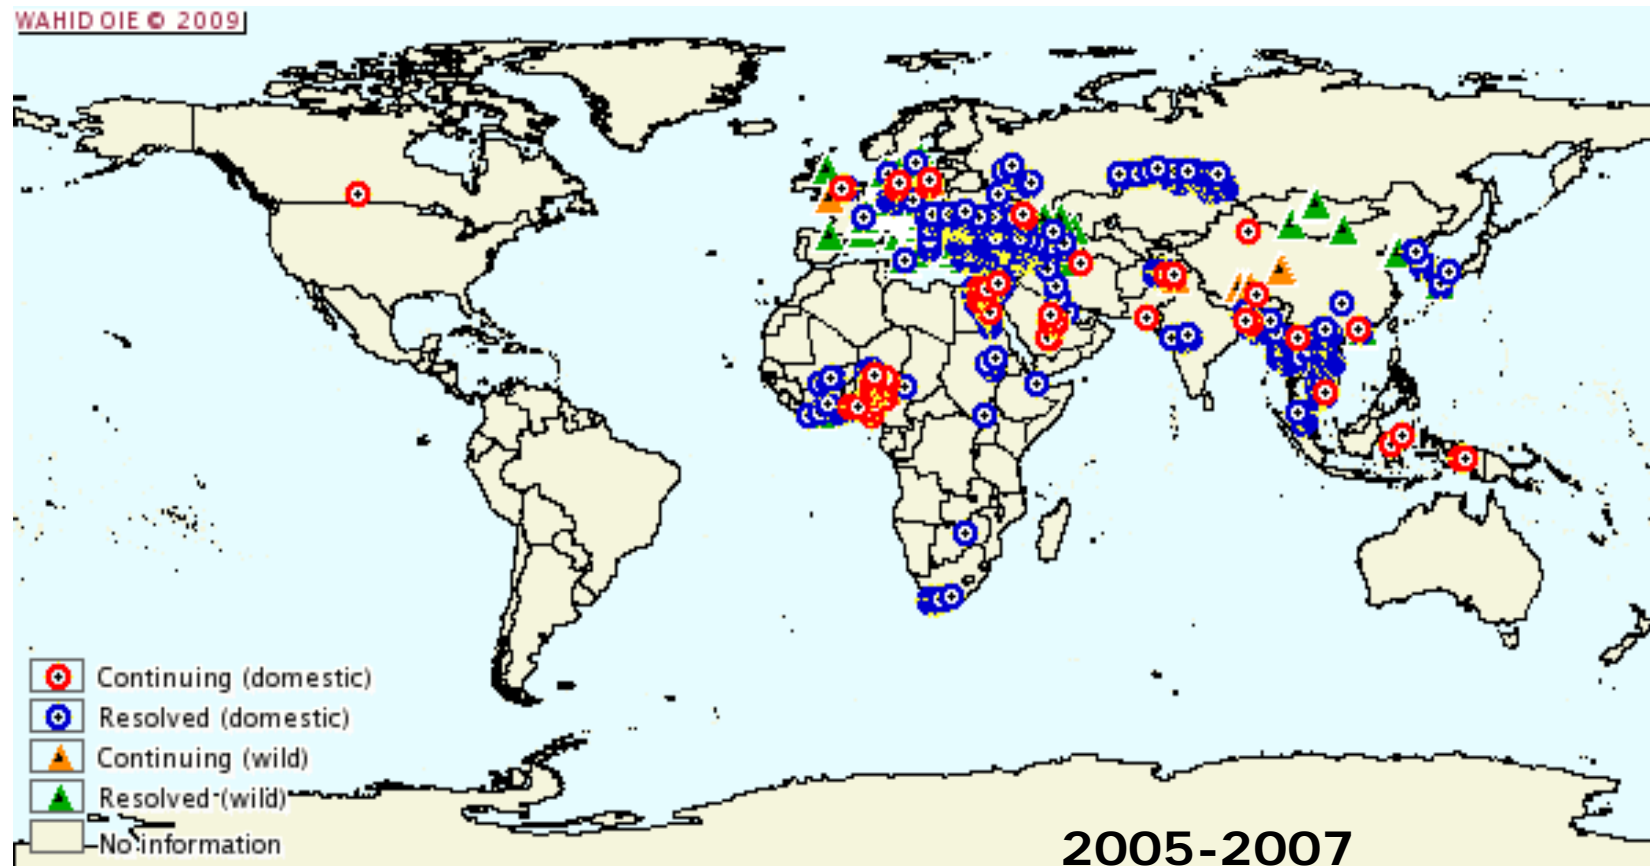 WAHID OIE © 2009
Continuing (domestic)
Resolved (domestic)
Continuing (wild)
Resolved (wild)
No information
2005-2007